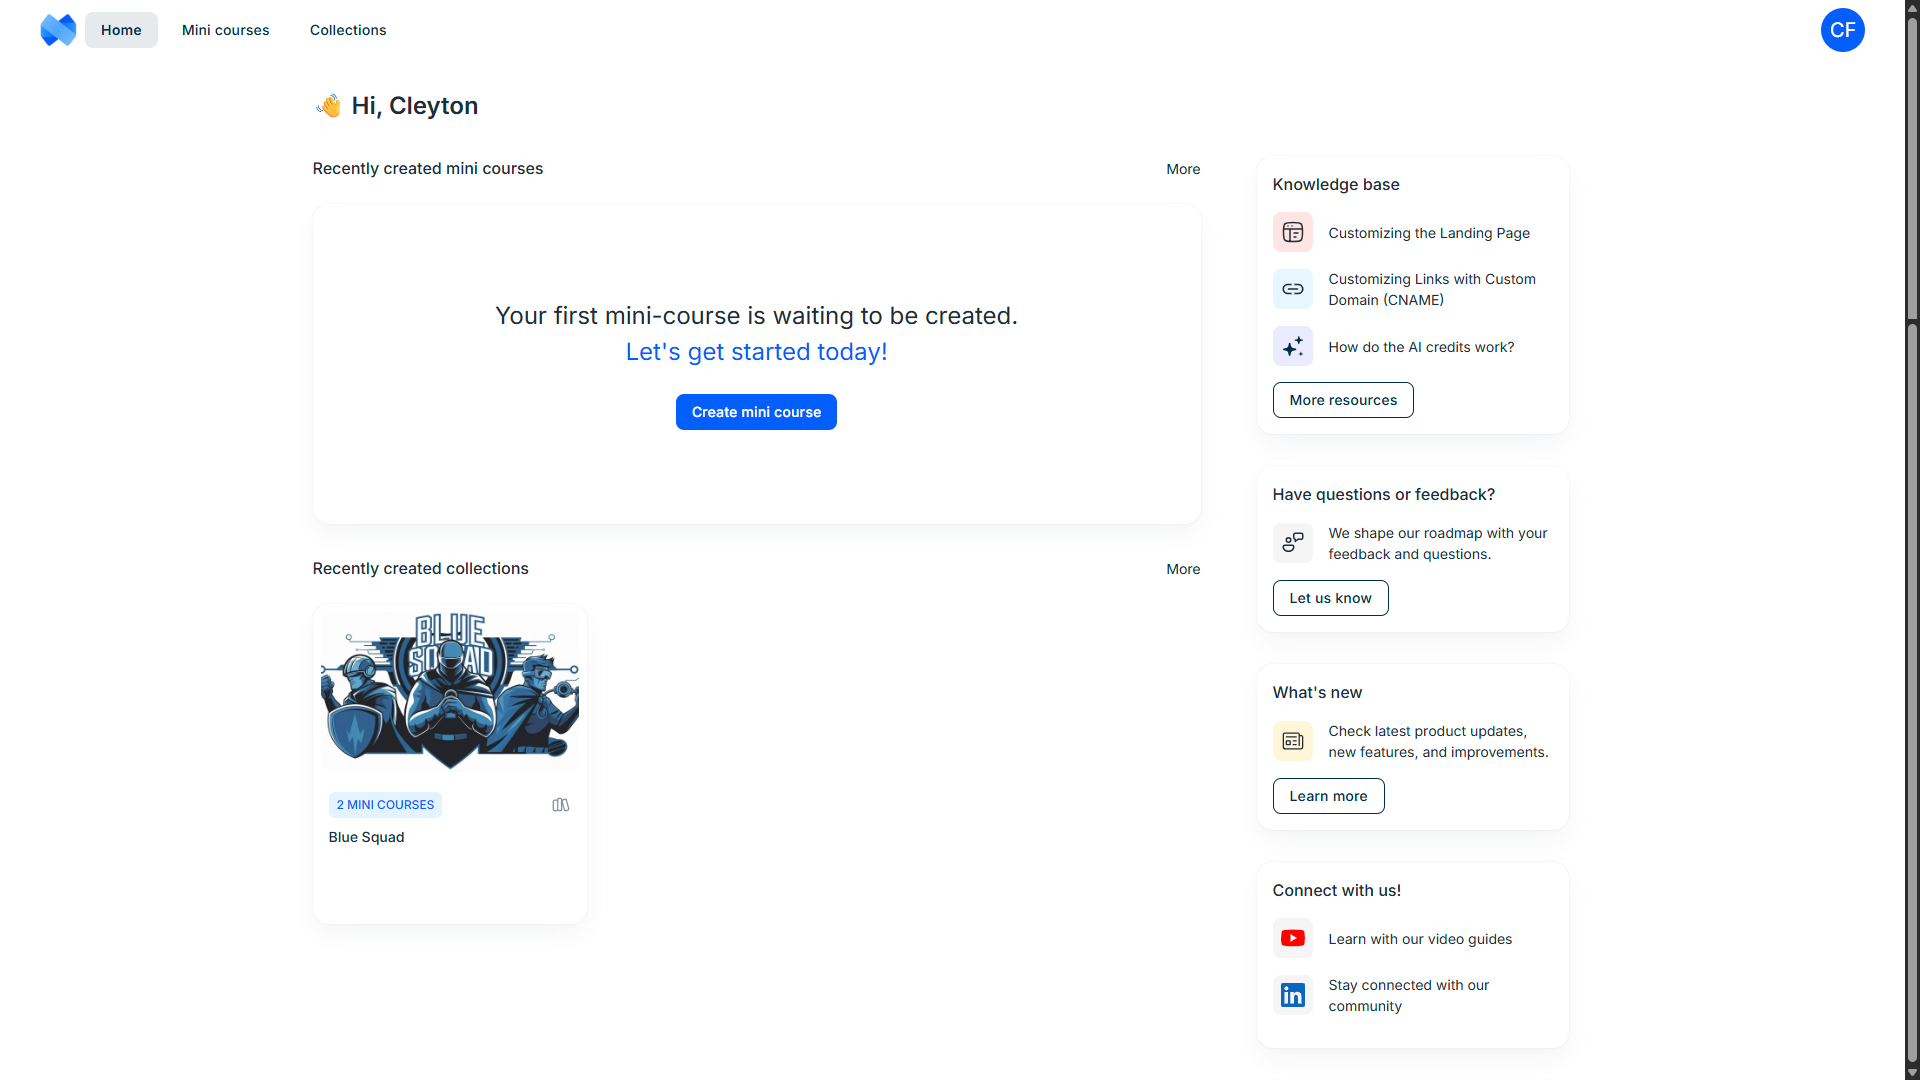 Home
Mini courses
Collections
CF
Hi, Cleyton
Recently created mini courses
More
Your first mini-course is waiting to be created.
Let's get started today!
Create mini course
Recently created collections
More
BLUE
SQUAD
2 MINI COURSES
Blue Squad
Knowledge base
Customizing the Landing Page
Customizing Links with Custom
Domain (CNAME)
How do the AI credits work?
More resources
Have questions or feedback?
We shape our roadmap with your
feedback and questions.
Let us know
What's new
Check latest product updates,
new features, and improvements.
Learn more
Connect with us!
Learn with our video guides
in
Stay connected with our
community